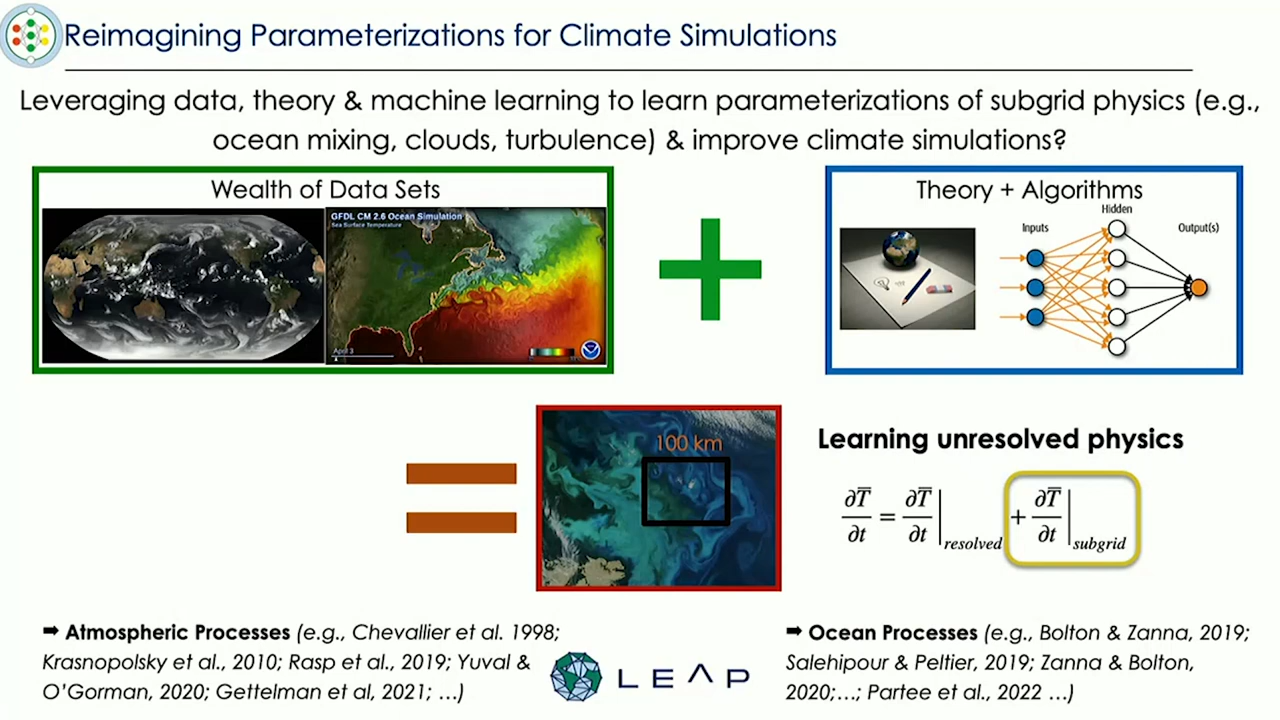 Reimagining Parameterizations for Climate Simulations
Leveraging data, theory & machine learning to learn parameterizations of subgrid physics (e.g.,
ocean mixing, clouds, turbulence) & improve climate simulations?
Wealth of Data Sets
GFDL CM 2.6 Ocean Simulation
Sea Surface Temperature
April 3
Theory + Algorithms
Hidden
Inputs
Output(s)
100 km
Learning unresolved physics
∂T̅/∂t = ∂T̅/∂t|resolved + ∂T̅/∂t|subgrid
➡ Atmospheric Processes (e.g., Chevallier et al. 1998;
Krasnopolsky et al., 2010; Rasp et al., 2019; Yuval &
O'Gorman, 2020; Gettelman et al, 2021; …)
LEAP
➡ Ocean Processes (e.g., Bolton & Zanna, 2019;
Salehipour & Peltier, 2019; Zanna & Bolton,
2020;…; Partee et al., 2022 …)